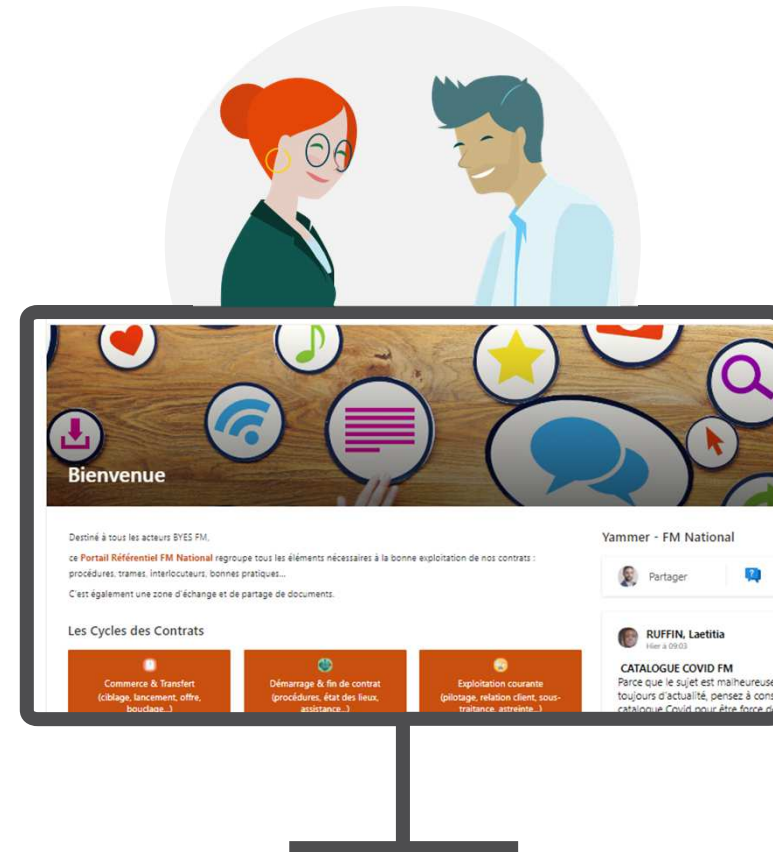 Bienvenue
Destiné à tous les acteurs BYES FM,
ce Portail Référentiel FM National regroupe tous les éléments nécessaires à la bonne exploitation de nos contrats :
procédures, trames, interlocuteurs, bonnes pratiques...
C'est également une zone d'échange et de partage de documents.
Les Cycles des Contrats
Commerce & Transfert
(ciblage, lancement, offre,
bouclage...)
Démarrage & fin de contrat
(procédures, état des lieux,
assistance...)
Exploitation courante
(pilotage, relation client, sous-
traitance, astreinte...)
Yammer - FM National
Partager
?
RUFFIN, Laetitia
Hier à 09:03
CATALOGUE COVID FM
Parce que le sujet est malheureuse
toujours d'actualité, pensez à cons
catalogue Covid pour être force d